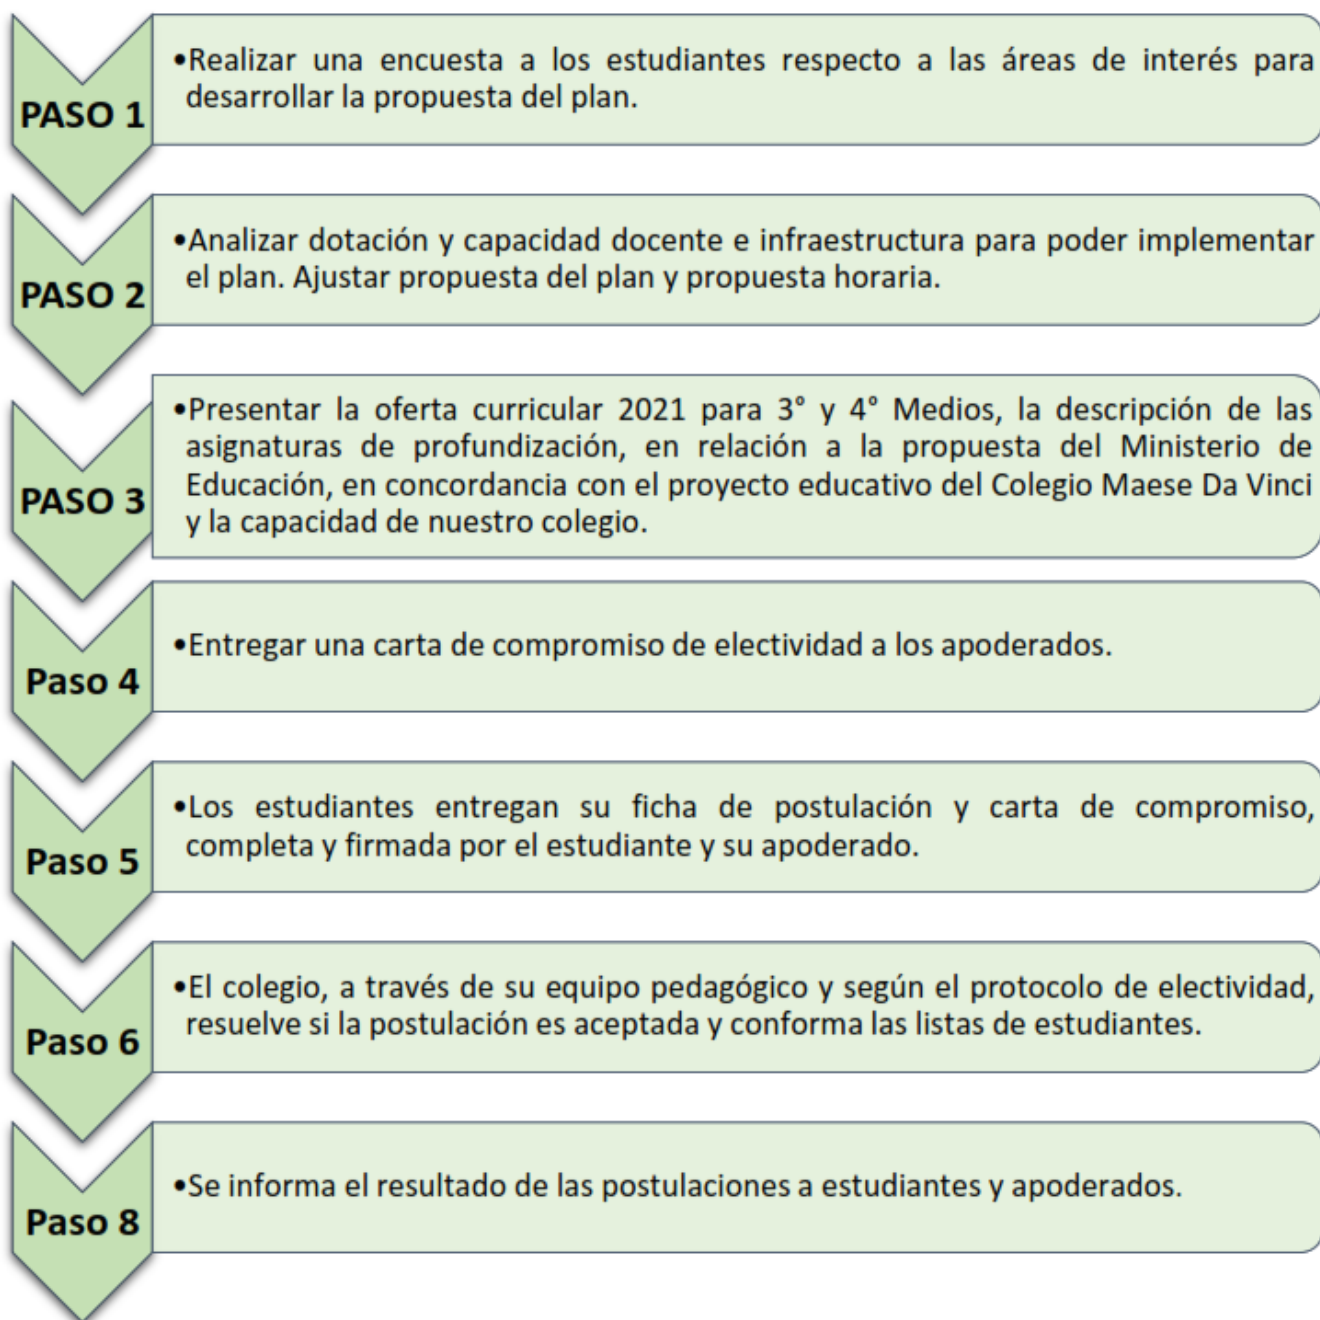 PASO 1
•Realizar una encuesta a los estudiantes respecto a las áreas de interés para
desarrollar la propuesta del plan.
PASO 2
•Analizar dotación y capacidad docente e infraestructura para poder implementar
el plan. Ajustar propuesta del plan y propuesta horaria.
PASO 3
•Presentar la oferta curricular 2021 para 3° y 4° Medios, la descripción de las
asignaturas de profundización, en relación a la propuesta del Ministerio de
Educación, en concordancia con el proyecto educativo del Colegio Maese Da Vinci
y la capacidad de nuestro colegio.
Paso 4
•Entregar una carta de compromiso de electividad a los apoderados.
Paso 5
•Los estudiantes entregan su ficha de postulación y carta de compromiso,
completa y firmada por el estudiante y su apoderado.
Paso 6
•El colegio, a través de su equipo pedagógico y según el protocolo de electividad,
resuelve si la postulación es aceptada y conforma las listas de estudiantes.
Paso 8
•Se informa el resultado de las postulaciones a estudiantes y apoderados.